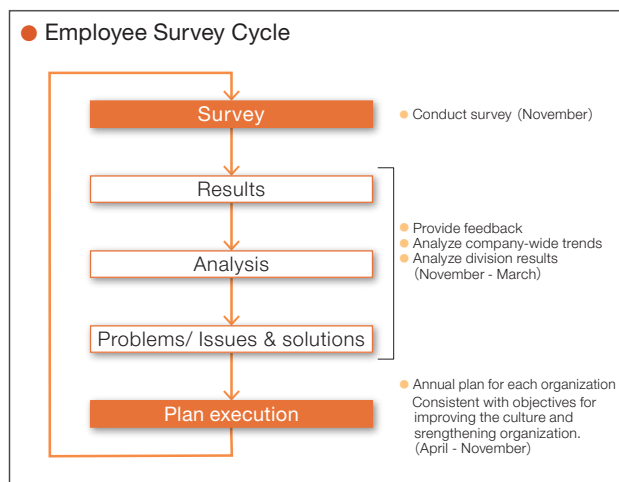 Employee Survey Cycle
Survey
Conduct survey (November)
Results
Analysis
Problems/ Issues & solutions
Provide feedback
Analyze company-wide trends
Analyze division results
(November - March)
Plan execution
Annual plan for each organization
Consistent with objectives for
improving the culture and
srengthening organization.
(April - November)